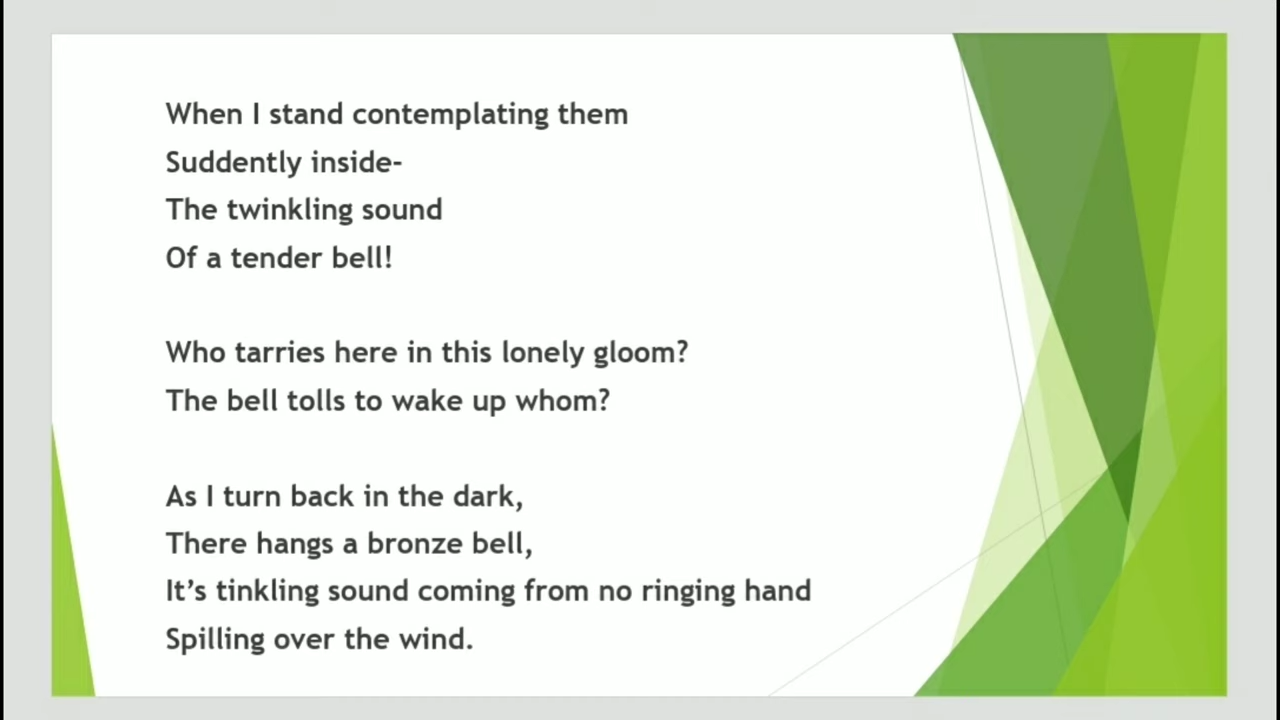 When I stand contemplating them
Suddently inside-
The twinkling sound
Of a tender bell!
Who tarries here in this lonely gloom?
The bell tolls to wake up whom?
As I turn back in the dark,
There hangs a bronze bell,
It’s tinkling sound coming from no ringing hand
Spilling over the wind.